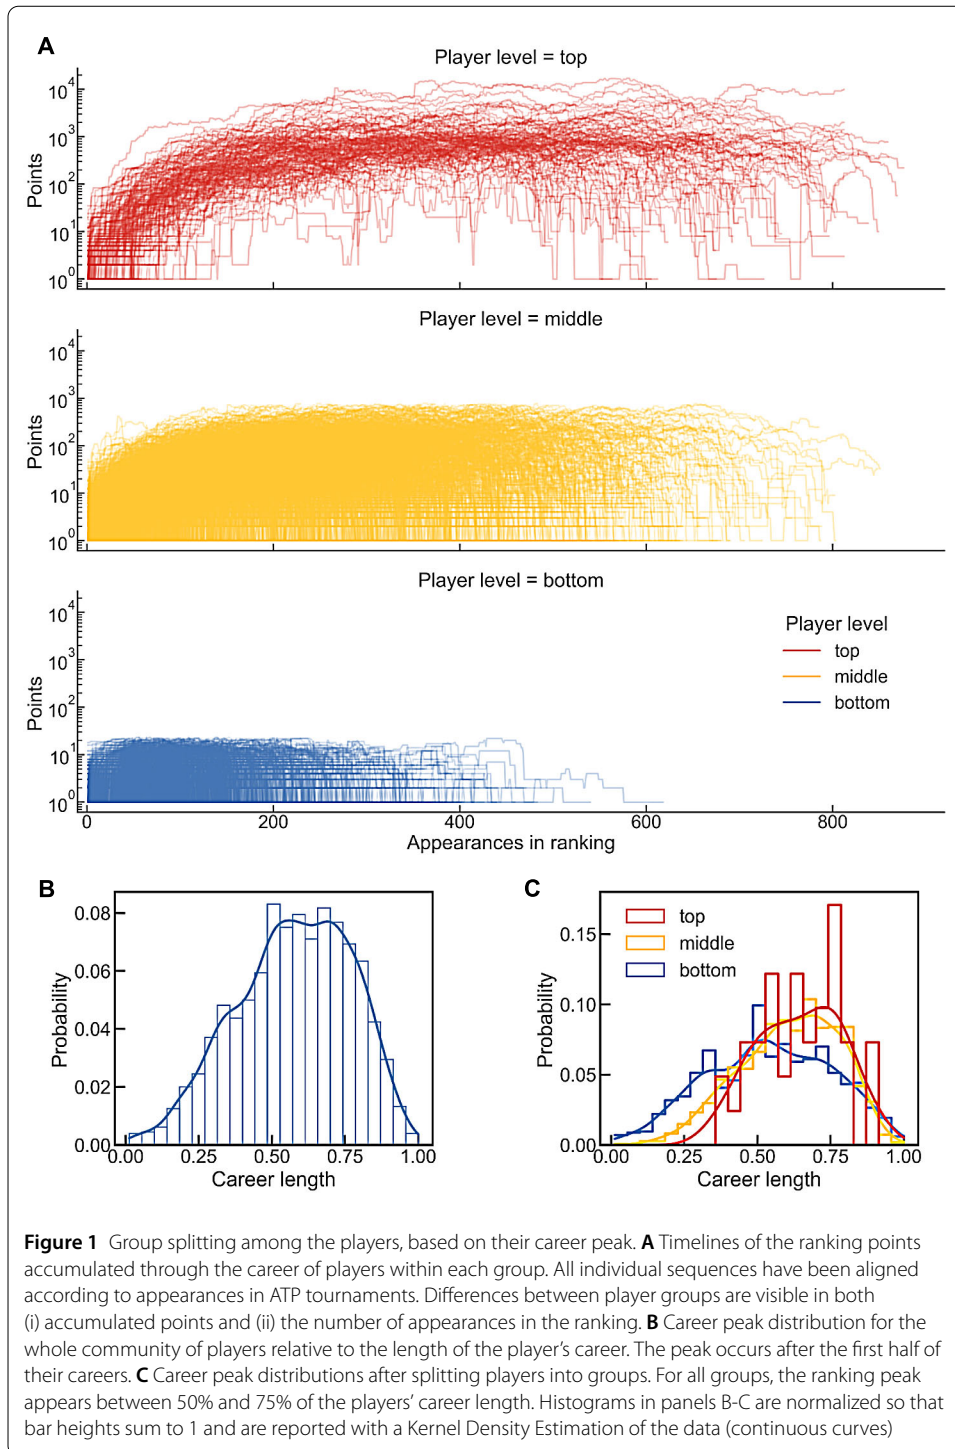 A
Player level = top
10^4
10^3
10^2
10^1
10^0
Points
Player level = middle
10^4
10^3
10^2
10^1
10^0
Points
Player level = bottom
10^4
10^3
10^2
10^1
10^0
Points
Player level
top
middle
bottom
0 200 400 600 800
Appearances in ranking
B
0.08
0.06
0.04
0.02
0.00
Probability
0.00 0.25 0.50 0.75 1.00
Career length
C
top
middle
bottom
0.15
0.10
0.05
0.00
Probability
0.00 0.25 0.50 0.75 1.00
Career length
Figure 1 Group splitting among the players, based on their career peak. A Timelines of the ranking points
accumulated through the career of players within each group. All individual sequences have been aligned
according to appearances in ATP tournaments. Differences between player groups are visible in both
(i) accumulated points and (ii) the number of appearances in the ranking. B Career peak distribution for the
whole community of players relative to the length of the player's career. The peak occurs after the first half of
their careers. C Career peak distributions after splitting players into groups. For all groups, the ranking peak
appears between 50% and 75% of the players' career length. Histograms in panels B-C are normalized so that
bar heights sum to 1 and are reported with a Kernel Density Estimation of the data (continuous curves)